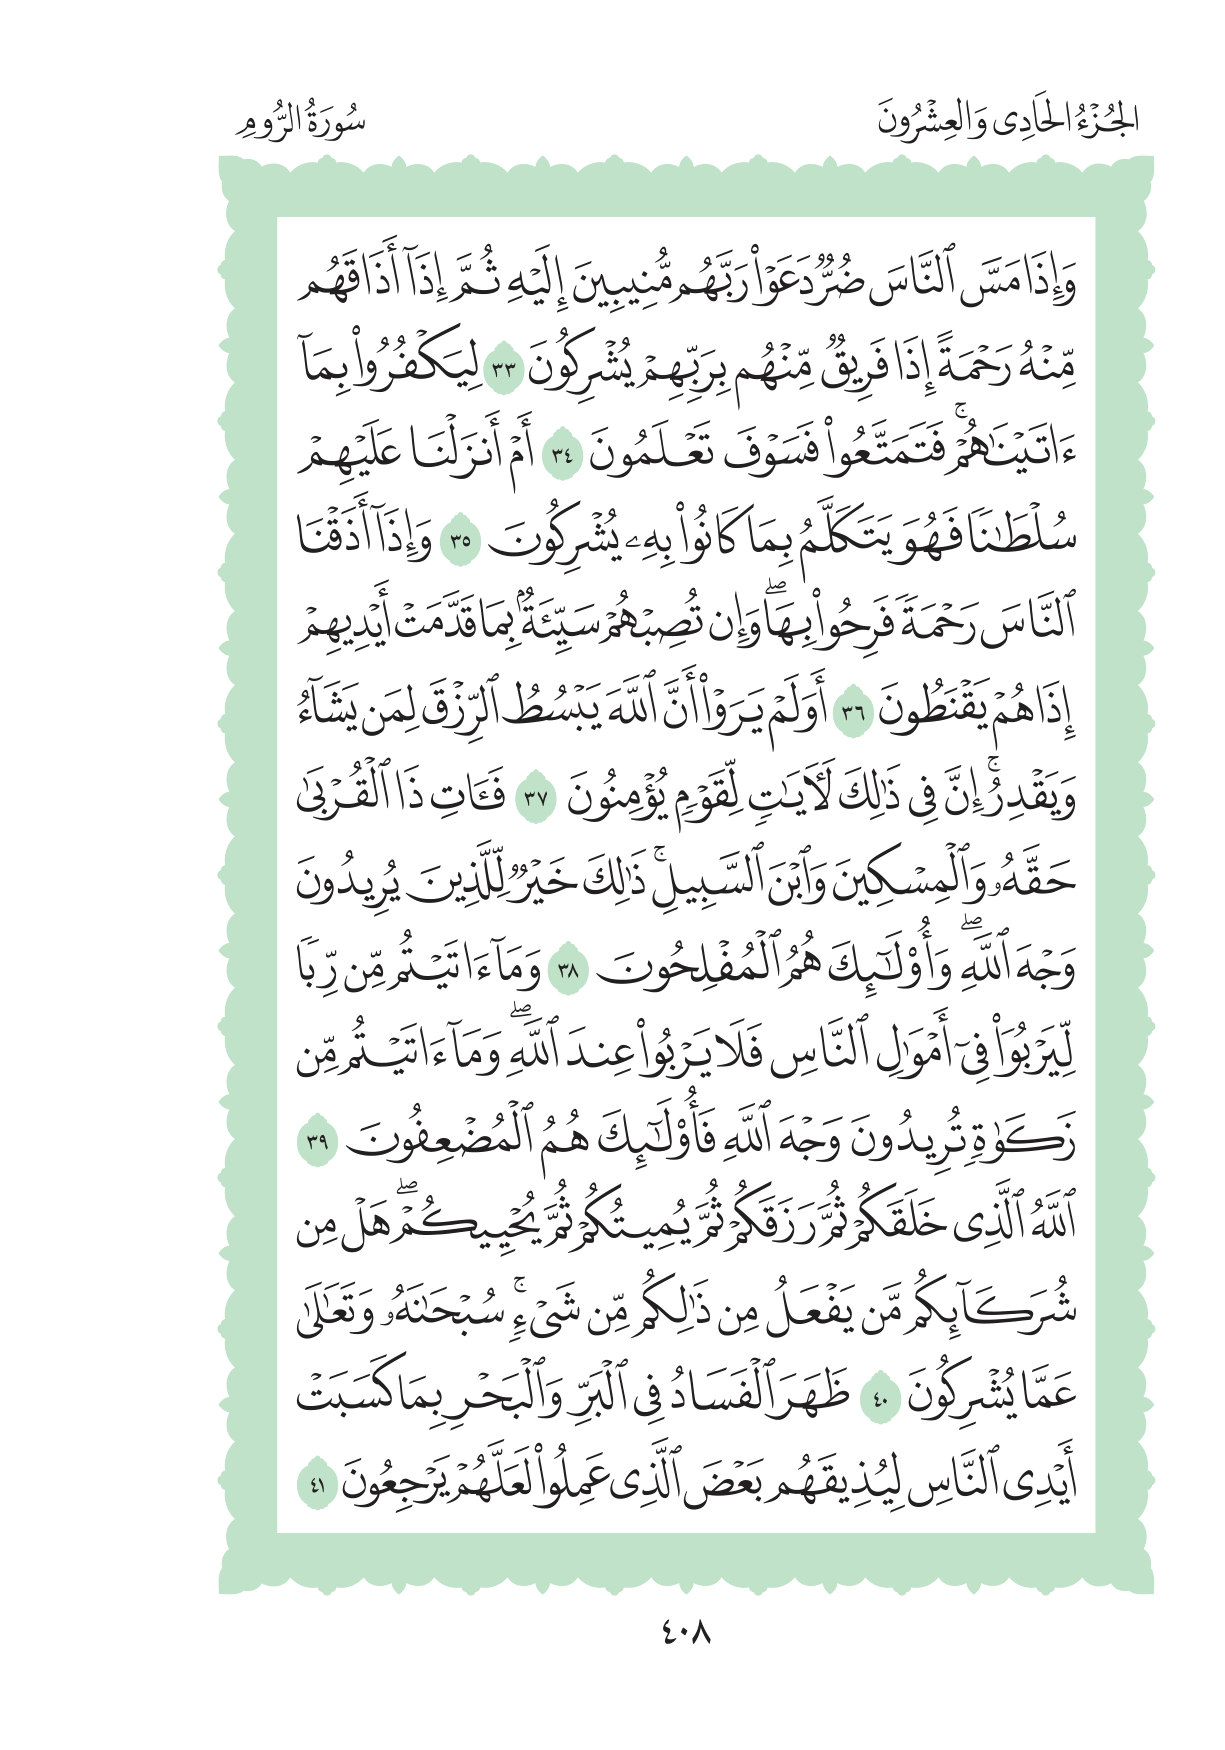 الجُزْءُ الحَادِى وَالعِشْرُونَ
سُورَةُ الرُّومِ
وَإِذَا مَسَّ ٱلنَّاسَ ضُرٌّ دَعَوْا۟ رَبَّهُم مُّنِيبِينَ إِلَيْهِ ثُمَّ إِذَآ أَذَاقَهُم
مِّنْهُ رَحْمَةً إِذَا فَرِيقٌ مِّنْهُم بِرَبِّهِمْ يُشْرِكُونَ ٣٣ لِيَكْفُرُوا۟ بِمَآ
ءَاتَيْنَـٰهُمْ ۚ فَتَمَتَّعُوا۟ فَسَوْفَ تَعْلَمُونَ ٣٤ أَمْ أَنزَلْنَا عَلَيْهِمْ
سُلْطَـٰنًا فَهُوَ يَتَكَلَّمُ بِمَا كَانُوا۟ بِهِۦ يُشْرِكُونَ ٣٥ وَإِذَآ أَذَقْنَا
ٱلنَّاسَ رَحْمَةً فَرِحُوا۟ بِهَا ۖ وَإِن تُصِبْهُمْ سَيِّئَةٌۢ بِمَا قَدَّمَتْ أَيْدِيهِمْ
إِذَا هُمْ يَقْنَطُونَ ٣٦ أَوَلَمْ يَرَوْا۟ أَنَّ ٱللَّهَ يَبْسُطُ ٱلرِّزْقَ لِمَن يَشَآءُ
وَيَقْدِرُ ۚ إِنَّ فِى ذَٰلِكَ لَـَٔايَـٰتٍ لِّقَوْمٍ يُؤْمِنُونَ ٣٧ فَـَٔاتِ ذَا ٱلْقُرْبَىٰ
حَقَّهُۥ وَٱلْمِسْكِينَ وَٱبْنَ ٱلسَّبِيلِ ۚ ذَٰلِكَ خَيْرٌ لِّلَّذِينَ يُرِيدُونَ
وَجْهَ ٱللَّهِ ۖ وَأُو۟لَـٰٓئِكَ هُمُ ٱلْمُفْلِحُونَ ٣٨ وَمَآ ءَاتَيْتُم مِّن رِّبًا
لِّيَرْبُوَا۟ فِىٓ أَمْوَٰلِ ٱلنَّاسِ فَلَا يَرْبُوا۟ عِندَ ٱللَّهِ ۖ وَمَآ ءَاتَيْتُم مِّن
زَكَوٰةٍ تُرِيدُونَ وَجْهَ ٱللَّهِ فَأُو۟لَـٰٓئِكَ هُمُ ٱلْمُضْعِفُونَ ٣٩
ٱللَّهُ ٱلَّذِى خَلَقَكُمْ ثُمَّ رَزَقَكُمْ ثُمَّ يُمِيتُكُمْ ثُمَّ يُحْيِيكُمْ ۖ هَلْ مِن
شُرَكَآئِكُم مَّن يَفْعَلُ مِن ذَٰلِكُم مِّن شَىْءٍ ۚ سُبْحَـٰنَهُۥ وَتَعَـٰلَىٰ
عَمَّا يُشْرِكُونَ ٤٠ ظَهَرَ ٱلْفَسَادُ فِى ٱلْبَرِّ وَٱلْبَحْرِ بِمَا كَسَبَتْ
أَيْدِى ٱلنَّاسِ لِيُذِيقَهُم بَعْضَ ٱلَّذِى عَمِلُوا۟ لَعَلَّهُمْ يَرْجِعُونَ ٤١
٤٠٨